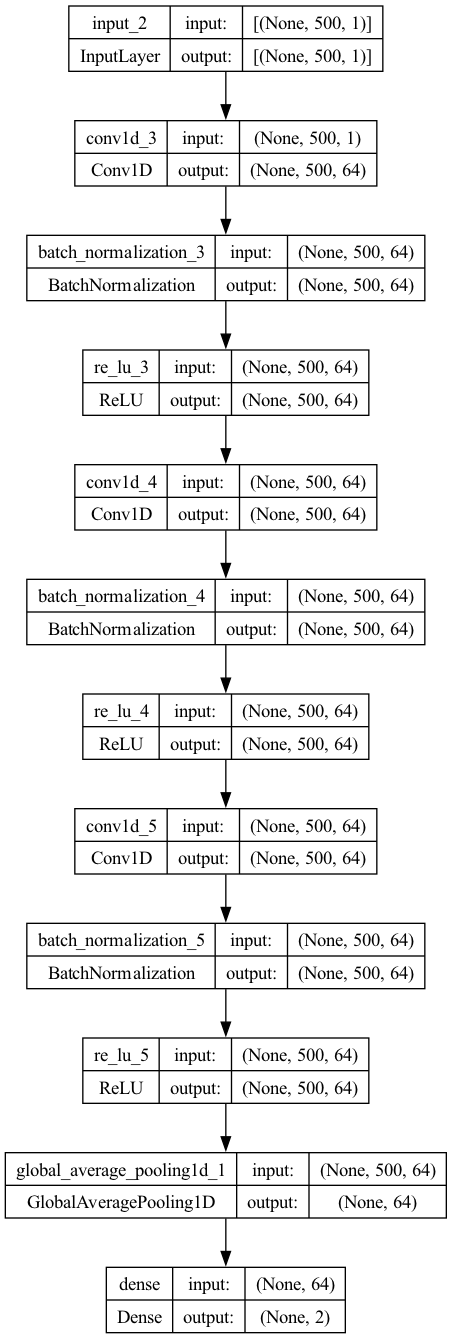 input_2 input: [(None, 500, 1)]
InputLayer output: [(None, 500, 1)]
conv1d_3 input: (None, 500, 1)
Conv1D output: (None, 500, 64)
batch_normalization_3 input: (None, 500, 64)
BatchNormalization output: (None, 500, 64)
re_lu_3 input: (None, 500, 64)
ReLU output: (None, 500, 64)
conv1d_4 input: (None, 500, 64)
Conv1D output: (None, 500, 64)
batch_normalization_4 input: (None, 500, 64)
BatchNormalization output: (None, 500, 64)
re_lu_4 input: (None, 500, 64)
ReLU output: (None, 500, 64)
conv1d_5 input: (None, 500, 64)
Conv1D output: (None, 500, 64)
batch_normalization_5 input: (None, 500, 64)
BatchNormalization output: (None, 500, 64)
re_lu_5 input: (None, 500, 64)
ReLU output: (None, 500, 64)
global_average_pooling1d_1 input: (None, 500, 64)
GlobalAveragePooling1D output: (None, 64)
dense input: (None, 64)
Dense output: (None, 2)